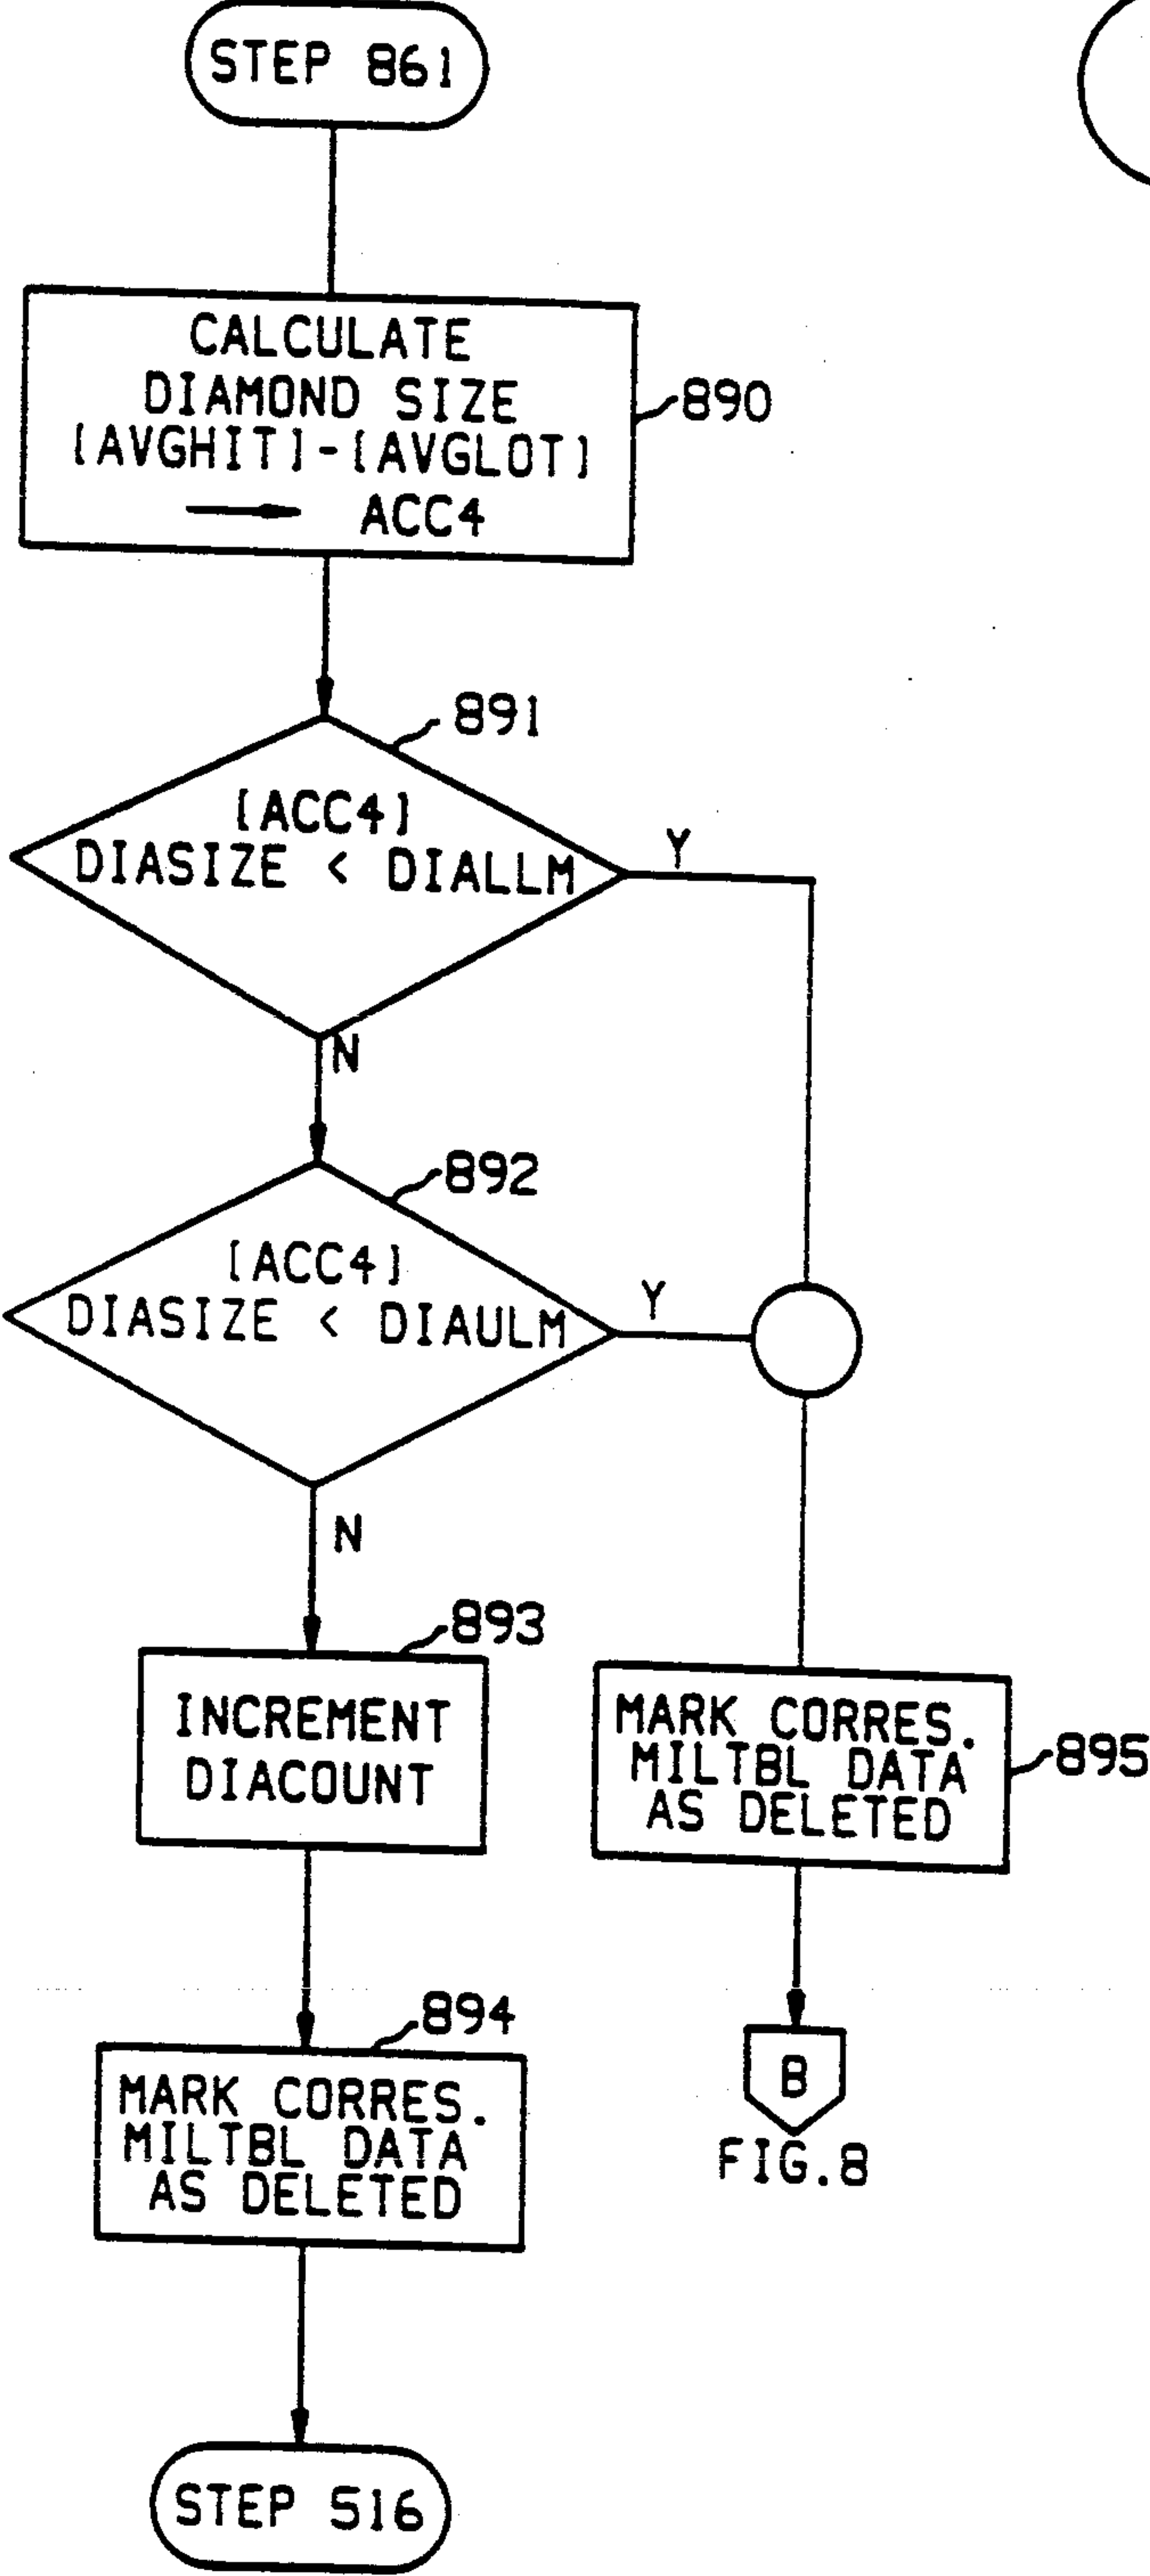 STEP 861
CALCULATE
DIAMOND SIZE
[AVGHIT]-[AVGLOT]
ACC4
890
891
[ACC4]
DIASIZE < DIALLM
Y
N
892
[ACC4]
DIASIZE < DIAULM
Y
N
893
INCREMENT
DIACOUNT
MARK CORRES.
MILTBL DATA
AS DELETED
895
894
MARK CORRES.
MILTBL DATA
AS DELETED
B
FIG.8
STEP 516